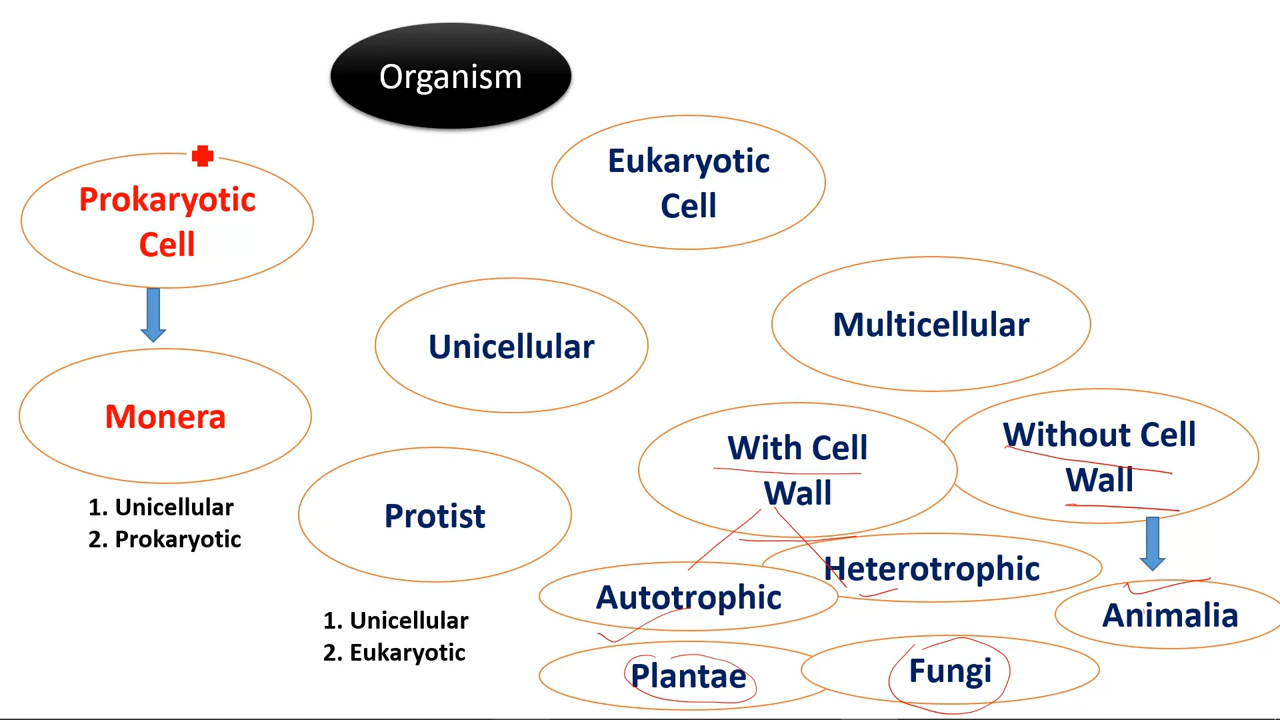 Organism
Eukaryotic
Cell
Prokaryotic
Cell
Unicellular
Multicellular
Monera
With Cell
Wall
Without Cell
Wall
1. Unicellular
2. Prokaryotic
Protist
Autotrophic
Heterotrophic
Animalia
1. Unicellular
2. Eukaryotic
Plantae
Fungi